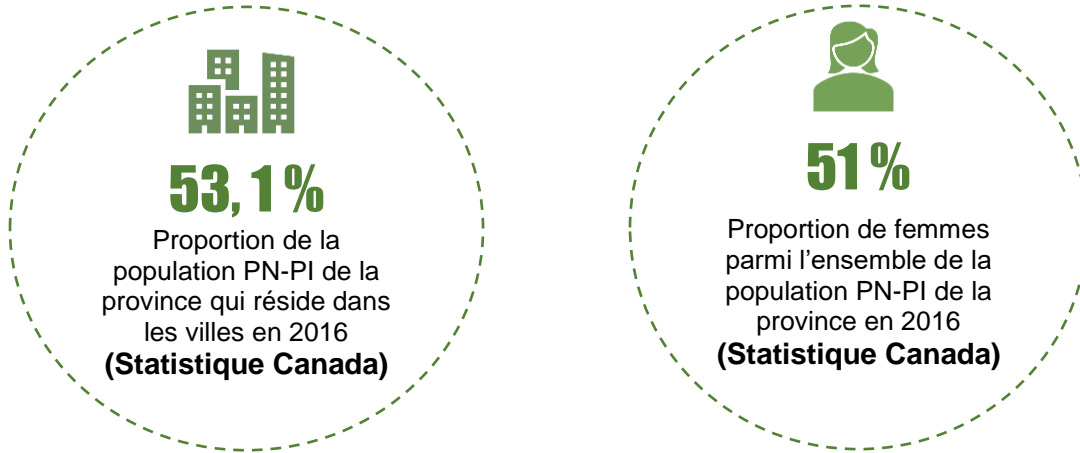 53, 1 %
Proportion de la
population PN-PI de la
province qui réside dans
les villes en 2016
(Statistique Canada)
51 %
Proportion de femmes
parmi l’ensemble de la
population PN-PI de la
province en 2016
(Statistique Canada)